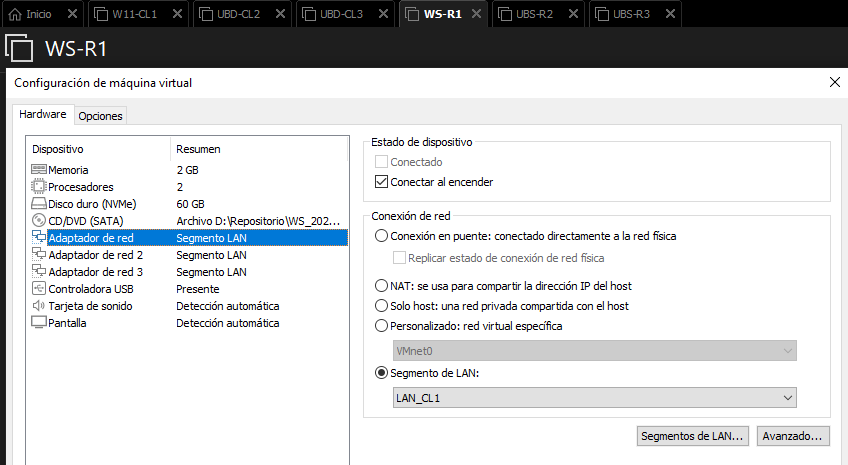 Inicio W11-CL1 UBD-CL2 UBD-CL3 WS-R1 UBS-R2 UBS-R3
WS-R1
Configuración de máquina virtual
Hardware Opciones
Dispositivo Resumen
Memoria 2 GB
Procesadores 2
Disco duro (NVMe) 60 GB
CD/DVD (SATA) Archivo D:\Repositorio\WS_202...
Adaptador de red Segmento LAN
Adaptador de red 2 Segmento LAN
Adaptador de red 3 Segmento LAN
Controladora USB Presente
Tarjeta de sonido Detección automática
Pantalla Detección automática
Estado de dispositivo
Conectado
Conectar al encender
Conexión de red
Conexión en puente: conectado directamente a la red física
Replicar estado de conexión de red física
NAT: se usa para compartir la dirección IP del host
Solo host: una red privada compartida con el host
Personalizado: red virtual específica
VMnet0
Segmento de LAN:
LAN_CL1
Segmentos de LAN... Avanzado...